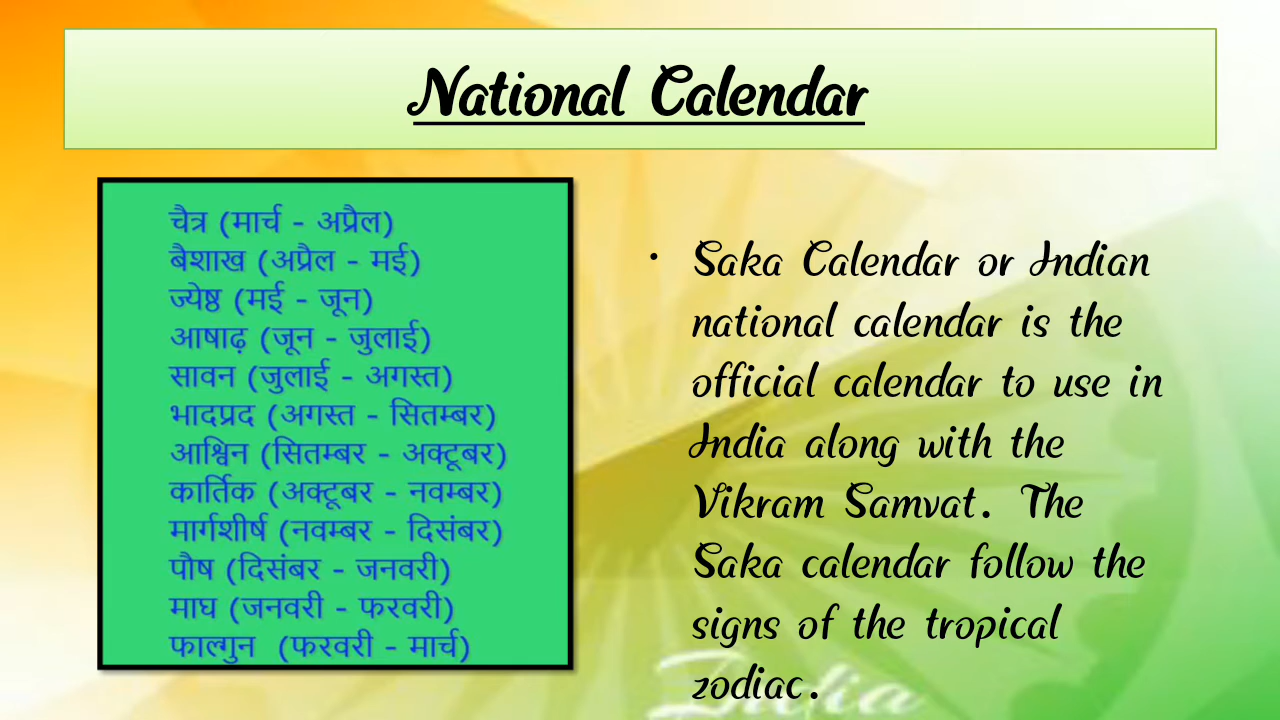 National Calendar
चैत्र (मार्च - अप्रैल)
बैशाख (अप्रैल - मई)
ज्येष्ठ (मई - जून)
आषाढ़ (जून - जुलाई)
सावन (जुलाई - अगस्त)
भादप्रद (अगस्त - सितम्बर)
आश्विन (सितम्बर - अक्टूबर)
कार्तिक (अक्टूबर - नवम्बर)
मार्गशीर्ष (नवम्बर - दिसंबर)
पौष (दिसंबर - जनवरी)
माघ (जनवरी - फरवरी)
फाल्गुन (फरवरी - मार्च)
• Saka Calendar or Indian
national calendar is the
official calendar to use in
India along with the
Vikram Samvat. The
Saka calendar follow the
signs of the tropical
zodiac.
India